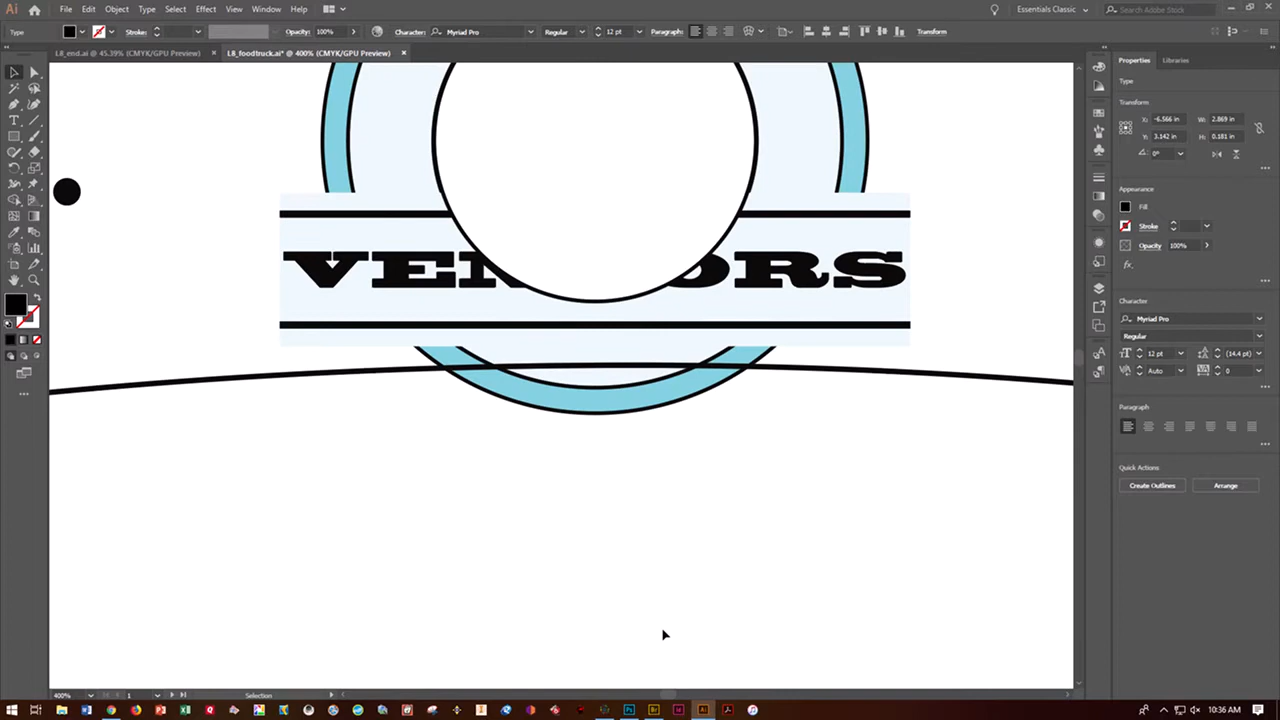 Ai File Edit Object Type Select Effect View Window Help Essentials Classic Search Adobe Stock
Type Stroke: Opacity: 100% Character: Myriad Pro Regular 12 pt Paragraph: Transform
L8_end.ai @ 45.39% (CMYK/GPU Preview) × L8_foodtruck.ai* @ 400% (CMYK/GPU Preview) ×
Properties Libraries
Type
Transform
X: -6.566 in W: 2.869 in
Y: 3.142 in H: 0.181 in
0°
Appearance
Fill
Stroke
Opacity 100%
fx.
Character
Myriad Pro
Regular
12 pt (14.4 pt)
Auto 0
Paragraph
Quick Actions
Create Outlines Arrange
VEN ORS
400% 1 Selection
10:36 AM